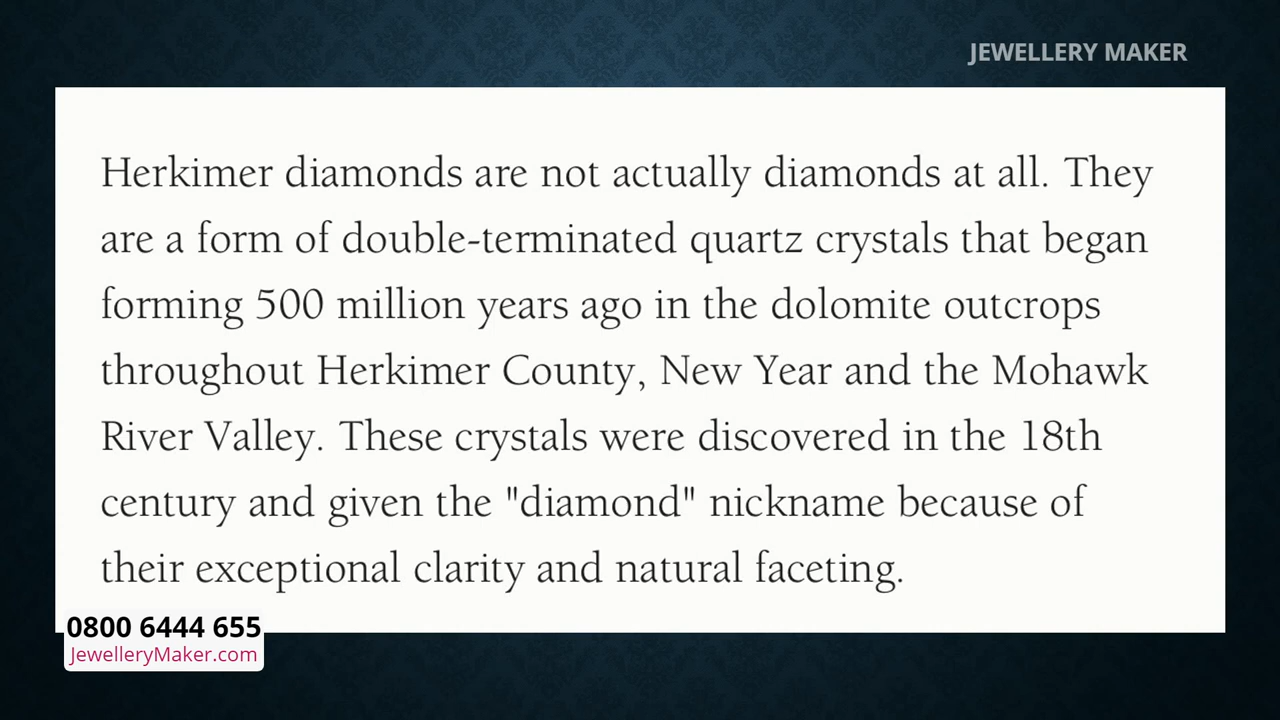 JEWELLERY MAKER
Herkimer diamonds are not actually diamonds at all. They
are a form of double-terminated quartz crystals that began
forming 500 million years ago in the dolomite outcrops
throughout Herkimer County, New Year and the Mohawk
River Valley. These crystals were discovered in the 18th
century and given the "diamond" nickname because of
their exceptional clarity and natural faceting.
0800 6444 655
JewelleryMaker.com